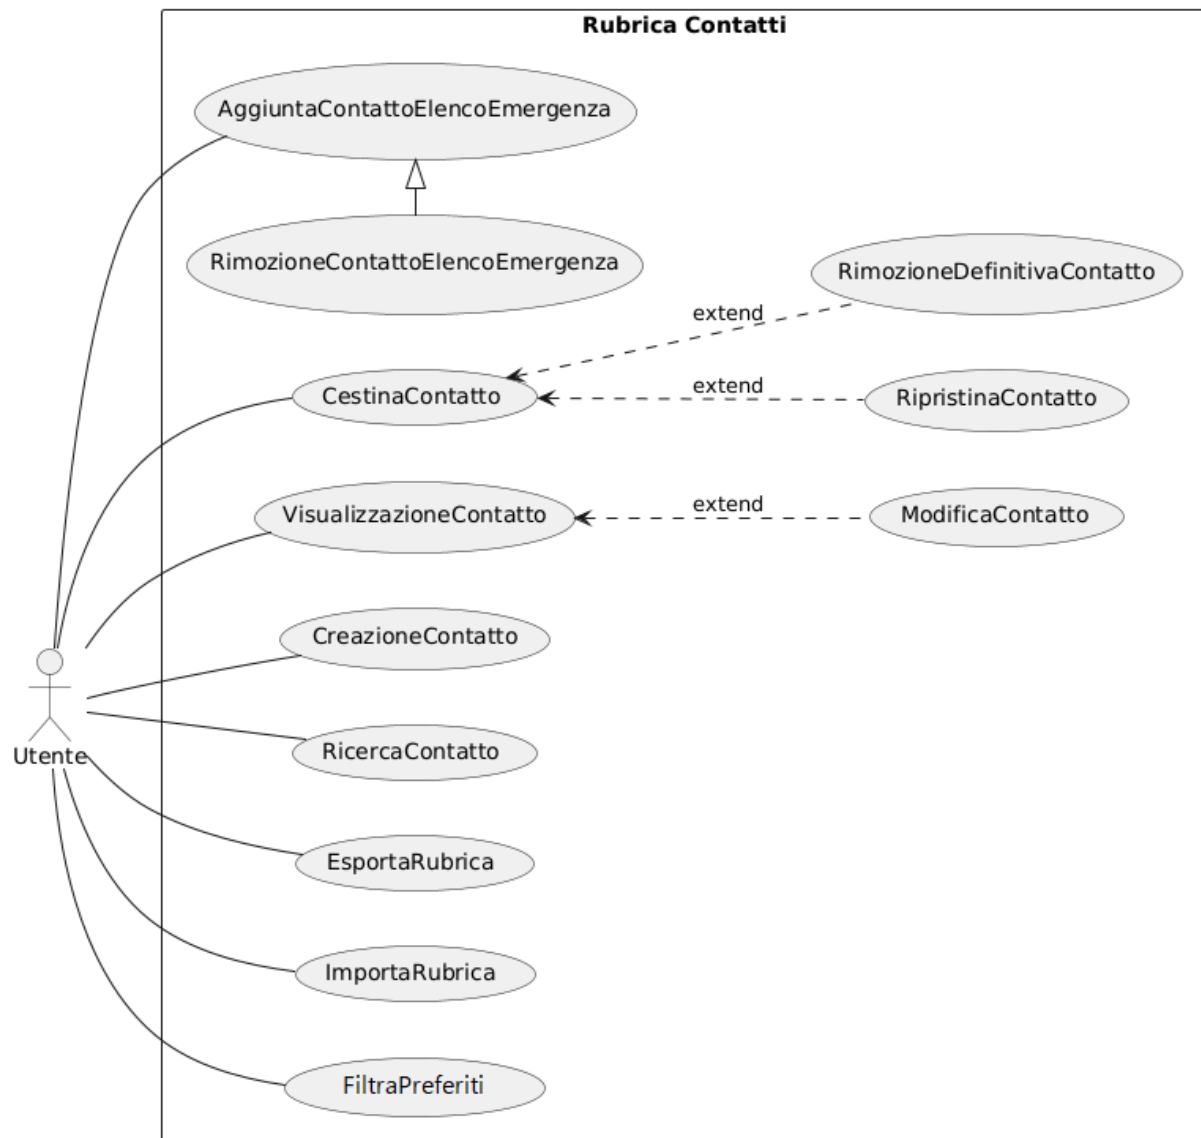 Rubrica Contatti
AggiuntaContattoElencoEmergenza
RimozioneContattoElencoEmergenza
RimozioneDefinitivaContatto
extend
CestinaContatto
extend
RipristinaContatto
VisualizzazioneContatto
extend
ModificaContatto
CreazioneContatto
RicercaContatto
Utente
EsportaRubrica
ImportaRubrica
FiltraPreferiti